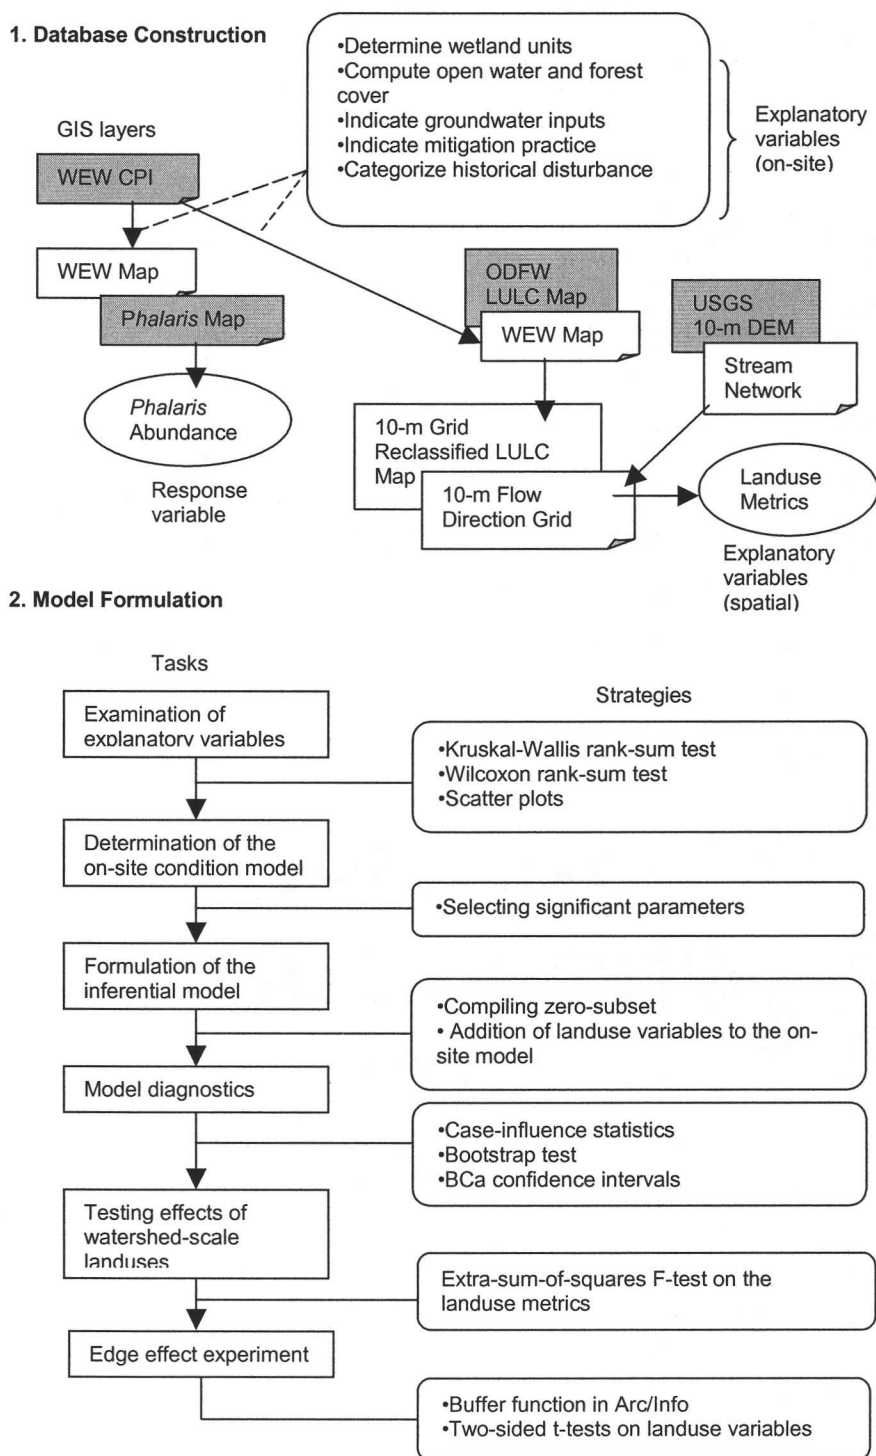 1. Database Construction
•Determine wetland units
•Compute open water and forest
cover
•Indicate groundwater inputs
•Indicate mitigation practice
•Categorize historical disturbance
Explanatory
variables
(on-site)
GIS layers
WEW CPI
WEW Map
Phalaris Map
Phalaris
Abundance
Response
variable
ODFW
LULC Map
WEW Map
USGS
10-m DEM
Stream
Network
10-m Grid
Reclassified LULC
Map
10-m Flow
Direction Grid
Landuse
Metrics
Explanatory
variables
(spatial)
2. Model Formulation
Tasks
Strategies
Examination of
explanatory variables
•Kruskal-Wallis rank-sum test
•Wilcoxon rank-sum test
•Scatter plots
Determination of the
on-site condition model
•Selecting significant parameters
Formulation of the
inferential model
•Compiling zero-subset
• Addition of landuse variables to the on-
site model
Model diagnostics
•Case-influence statistics
•Bootstrap test
•BCa confidence intervals
Testing effects of
watershed-scale
landuses
Extra-sum-of-squares F-test on the
landuse metrics
Edge effect experiment
•Buffer function in Arc/Info
•Two-sided t-tests on landuse variables